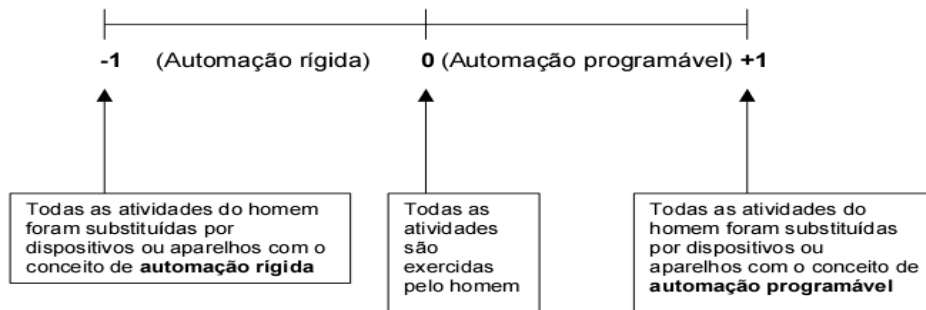 -1 (Automação rígida) 0 (Automação programável) +1
Todas as atividades do homem
foram substituídas por
dispositivos ou aparelhos com o
conceito de automação rígida
Todas as
atividades
são
exercidas
pelo homem
Todas as atividades do
homem foram substituídas
por dispositivos ou
aparelhos com o conceito de
automação programável